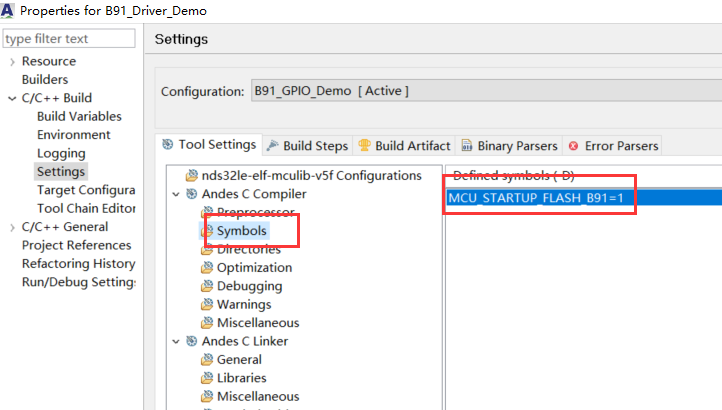 Properties for B91_Driver_Demo
type filter text
Resource
Builders
C/C++ Build
Build Variables
Environment
Logging
Settings
Target Configura
Tool Chain Editor
C/C++ General
Project References
Refactoring History
Run/Debug Setting
Settings
Configuration: B91_GPIO_Demo [ Active ]
Tool Settings Build Steps Build Artifact Binary Parsers Error Parsers
nds32le-elf-mculib-v5f Configurations
Andes C Compiler
Preprocessor
Symbols
Directories
Optimization
Debugging
Warnings
Miscellaneous
Andes C Linker
General
Libraries
Miscellaneous
Defined symbols (-D)
MCU_STARTUP_FLASH_B91=1